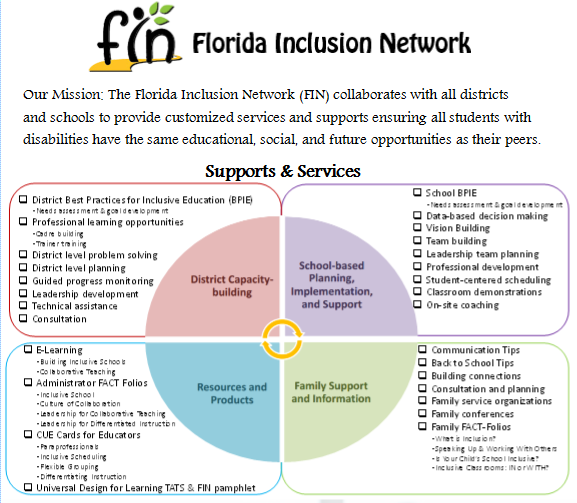 fin Florida Inclusion Network
Our Mission: The Florida Inclusion Network (FIN) collaborates with all districts
and schools to provide customized services and supports ensuring all students with
disabilities have the same educational, social, and future opportunities as their peers.
Supports & Services
District Best Practices for Inclusive Education (BPIE)
•Needs assessment & goal development
Professional learning opportunities
•Cadre building
•Trainer training
District level problem solving
District level planning
Guided progress monitoring
Leadership development
Technical assistance
Consultation
District Capacity-
building
School-based
Planning,
Implementation,
and Support
School BPIE
•Needs assessment & goal development
Data-based decision making
Vision Building
Team building
Leadership team planning
Professional development
Student-centered scheduling
Classroom demonstrations
On-site coaching
E-Learning
•Building Inclusive Schools
•Collaborative Teaching
Administrator FACT Folios
•Inclusive School
•Culture of Collaboration
•Leadership for Collaborative Teaching
•Leadership for Differentiated Instruction
CUE Cards for Educators
•Paraprofessionals
•Inclusive Scheduling
•Flexible Grouping
•Differentiating Instruction
Universal Design for Learning TATS & FIN pamphlet
Resources and
Products
Family Support
and Information
Communication Tips
Back to School Tips
Building connections
Consultation and planning
Family service organizations
Family conferences
Family FACT-Folios
•What is Inclusion?
•Speaking Up & Working With Others
•Is Your Child's School Inclusive?
•Inclusive Classrooms: IN or WITH?